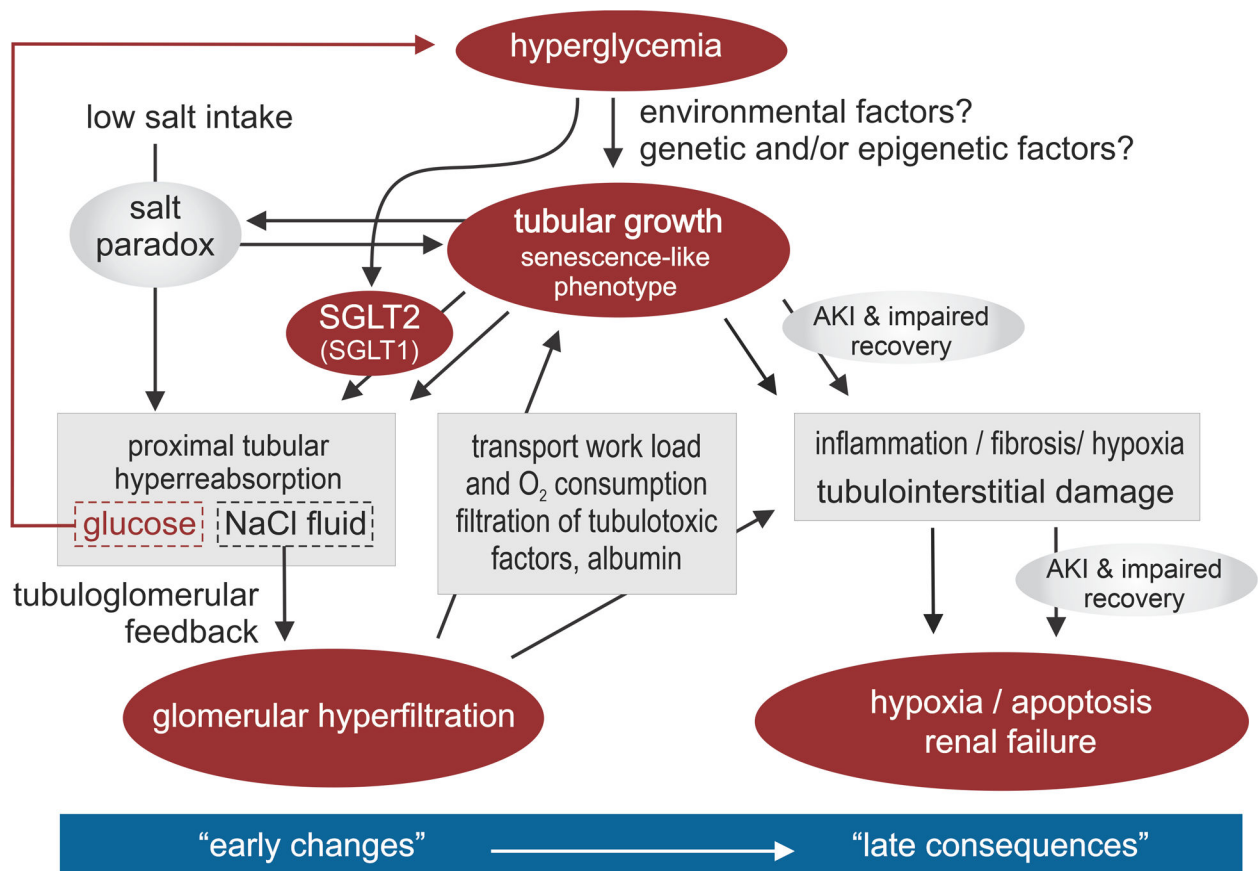 hyperglycemia
low salt intake
environmental factors?
genetic and/or epigenetic factors?
salt
paradox
tubular growth
senescence-like
phenotype
SGLT2
(SGLT1)
AKI & impaired
recovery
proximal tubular
hyperreabsorption
glucose
NaCl fluid
transport work load
and O₂ consumption
filtration of tubulotoxic
factors, albumin
inflammation / fibrosis/ hypoxia
tubulointerstitial damage
AKI & impaired
recovery
tubuloglomerular
feedback
glomerular hyperfiltration
hypoxia / apoptosis
renal failure
“early changes”
“late consequences”